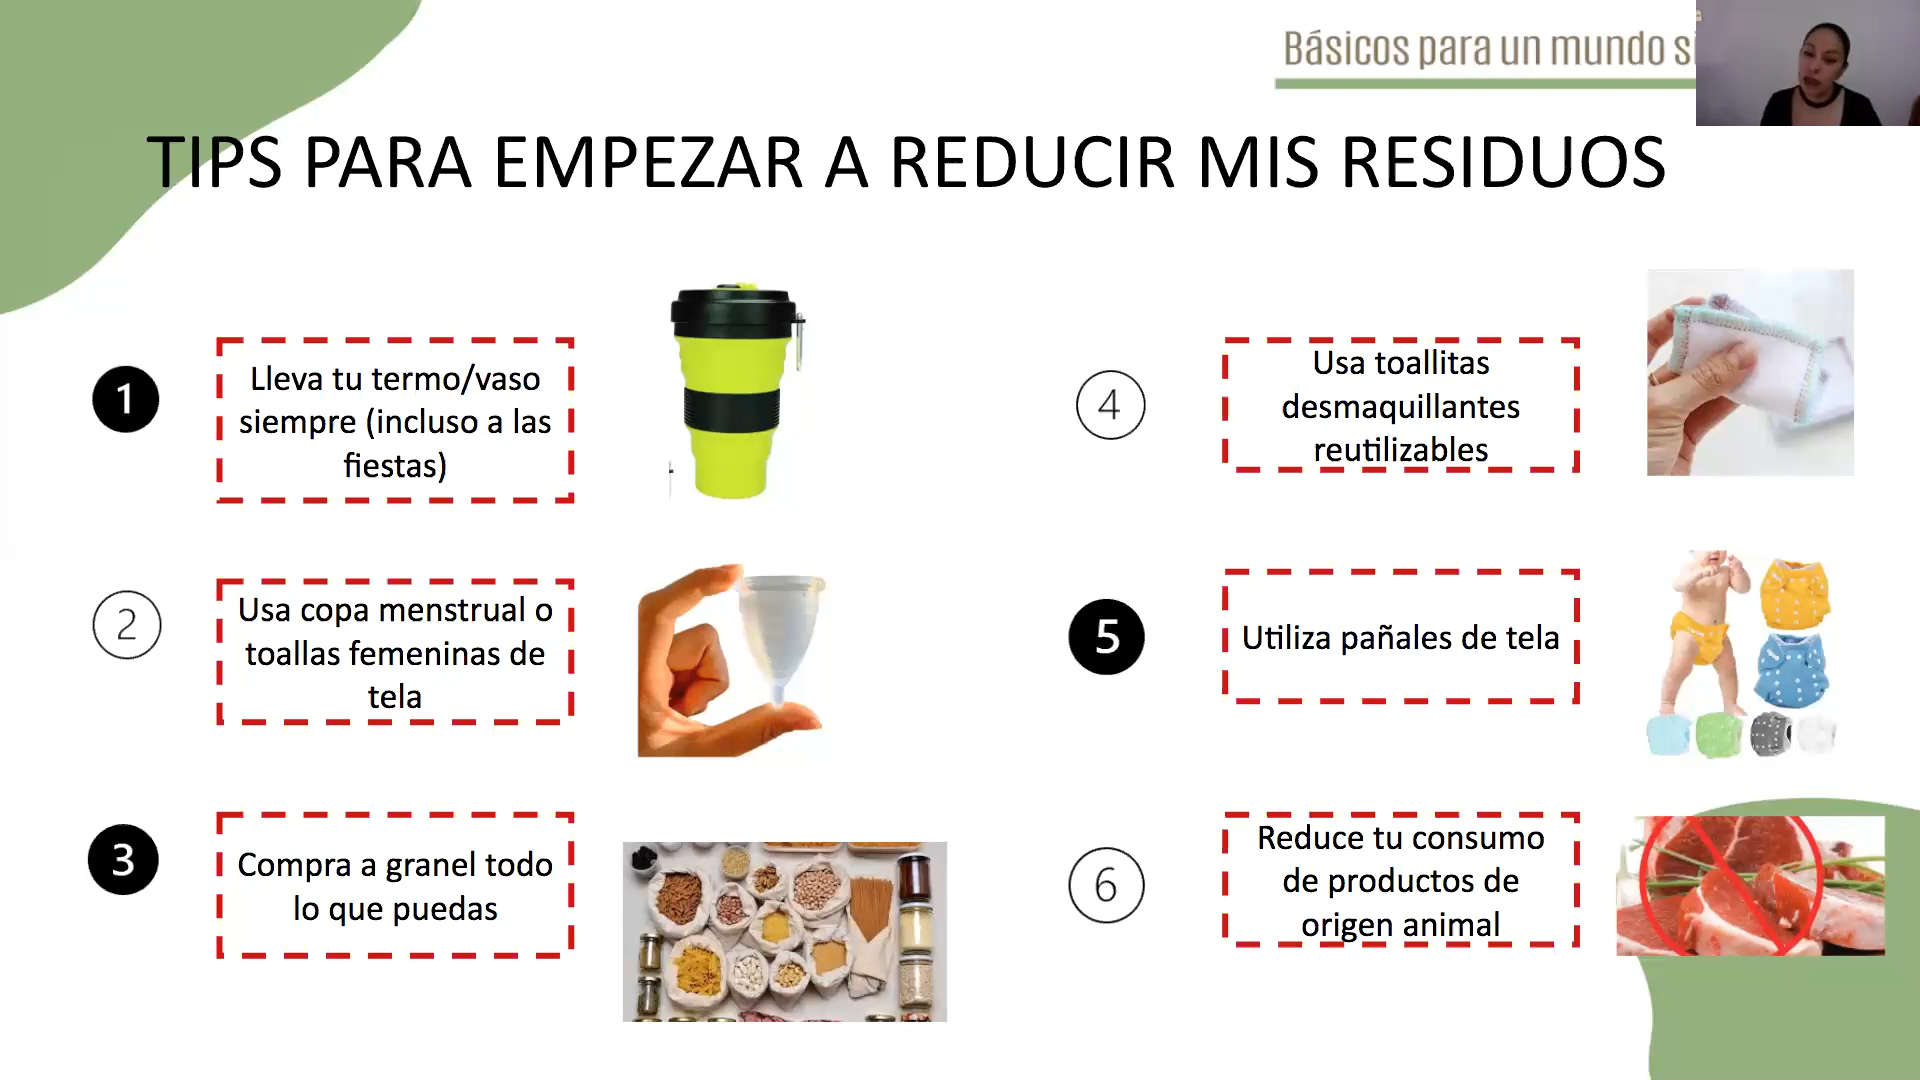 Básicos para un mundo
TIPS PARA EMPEZAR A REDUCIR MIS RESIDUOS
1
Lleva tu termo/vaso
siempre (incluso a las
fiestas)
2
Usa copa menstrual o
toallas femeninas de
tela
3
Compra a granel todo
lo que puedas
4
Usa toallitas
desmaquillantes
reutilizables
5
Utiliza pañales de tela
6
Reduce tu consumo
de productos de
origen animal